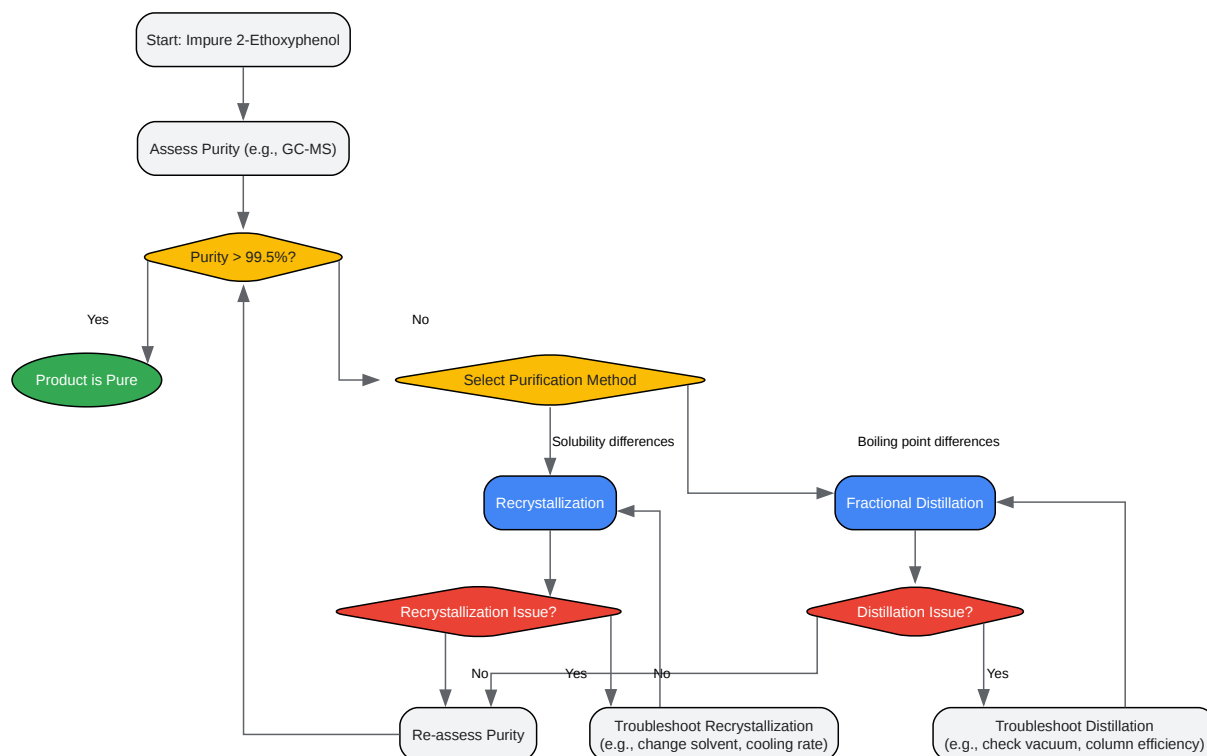 Start: Impure 2-Ethoxyphenol
Assess Purity (e.g., GC-MS)
Purity > 99.5%?
Yes
No
Product is Pure
Select Purification Method
Solubility differences
Boiling point differences
Recrystallization
Fractional Distillation
Recrystallization Issue?
Distillation Issue?
No
Yes
No
Yes
Re-assess Purity
Troubleshoot Recrystallization
(e.g., change solvent, cooling rate)
Troubleshoot Distillation
(e.g., check vacuum, column efficiency)